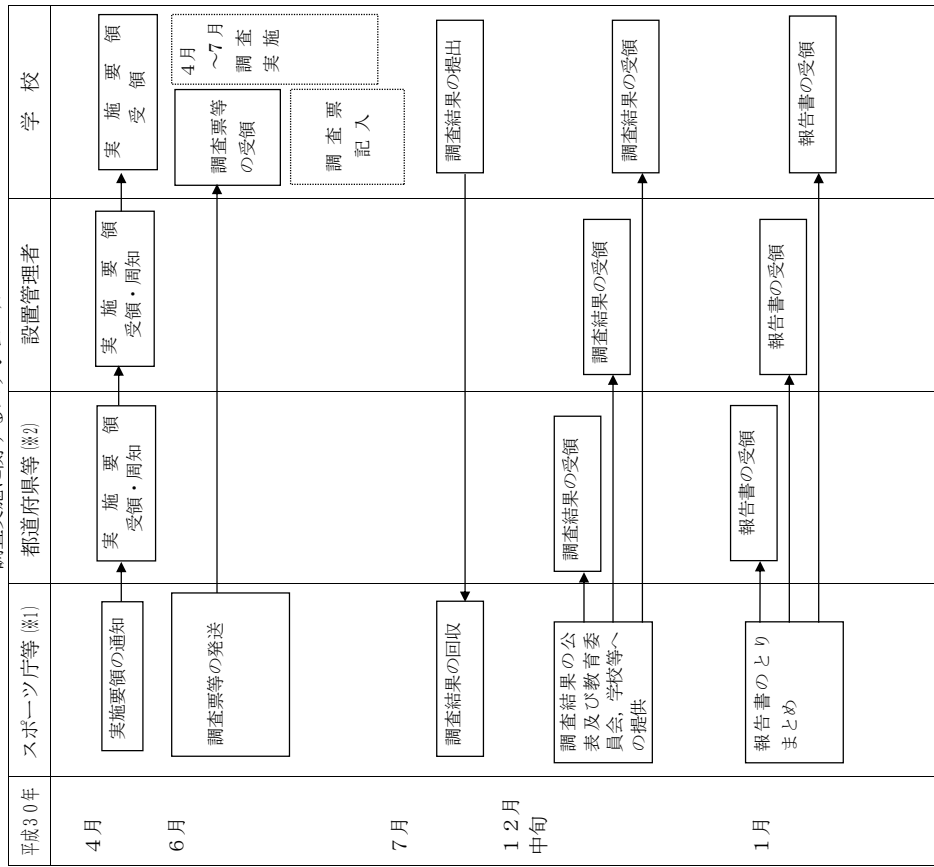 平成30年
スポーツ庁等(※1)
都道府県等(※2)
設置管理者
学　校
4月
実施要領の通知
実　施　要　領
受領・周知
実　施　要　領
受領・周知
実　施　要　領
受　領
4月
～7月
調　査
実　施
6月
調査票等の発送
調査票等
の受領
調　査　票
記　入
7月
調査結果の回収
調査結果の提出
12月
中旬
調査結果の公
表及び教育委
員会,学校等へ
の提供
調査結果の受領
調査結果の受領
調査結果の受領
1月
報告書のとり
まとめ
報告書の受領
報告書の受領
報告書の受領